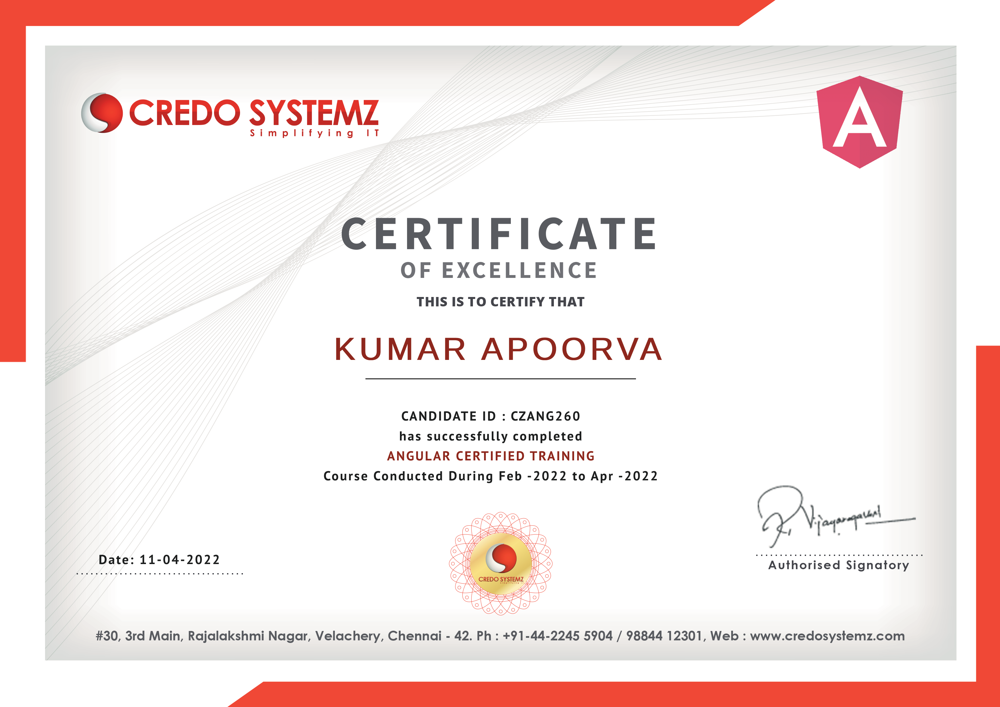 CREDO SYSTEMZ
Simplifying IT
A
CERTIFICATE
OF EXCELLENCE
THIS IS TO CERTIFY THAT
KUMAR APOORVA
CANDIDATE ID : CZANG260
has successfully completed
ANGULAR CERTIFIED TRAINING
Course Conducted During Feb -2022 to Apr -2022
R. Vijayaragavan
Date: 11-04-2022
Authorised Signatory
CREDO SYSTEMZ
Simplifying IT
#30, 3rd Main, Rajalakshmi Nagar, Velachery, Chennai - 42. Ph : +91-44-2245 5904 / 98844 12301, Web : www.credosystemz.com